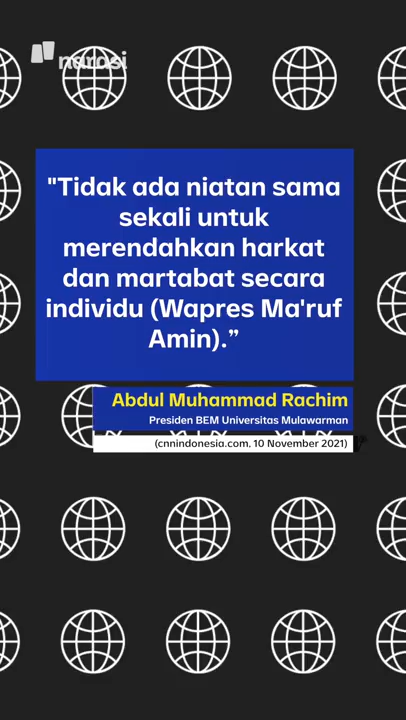 narasi
"Tidak ada niatan sama
sekali untuk
merendahkan harkat
dan martabat secara
individu (Wapres Ma'ruf
Amin).”
Abdul Muhammad Rachim
Presiden BEM Universitas Mulawarman
(cnnindonesia.com, 10 November 2021)